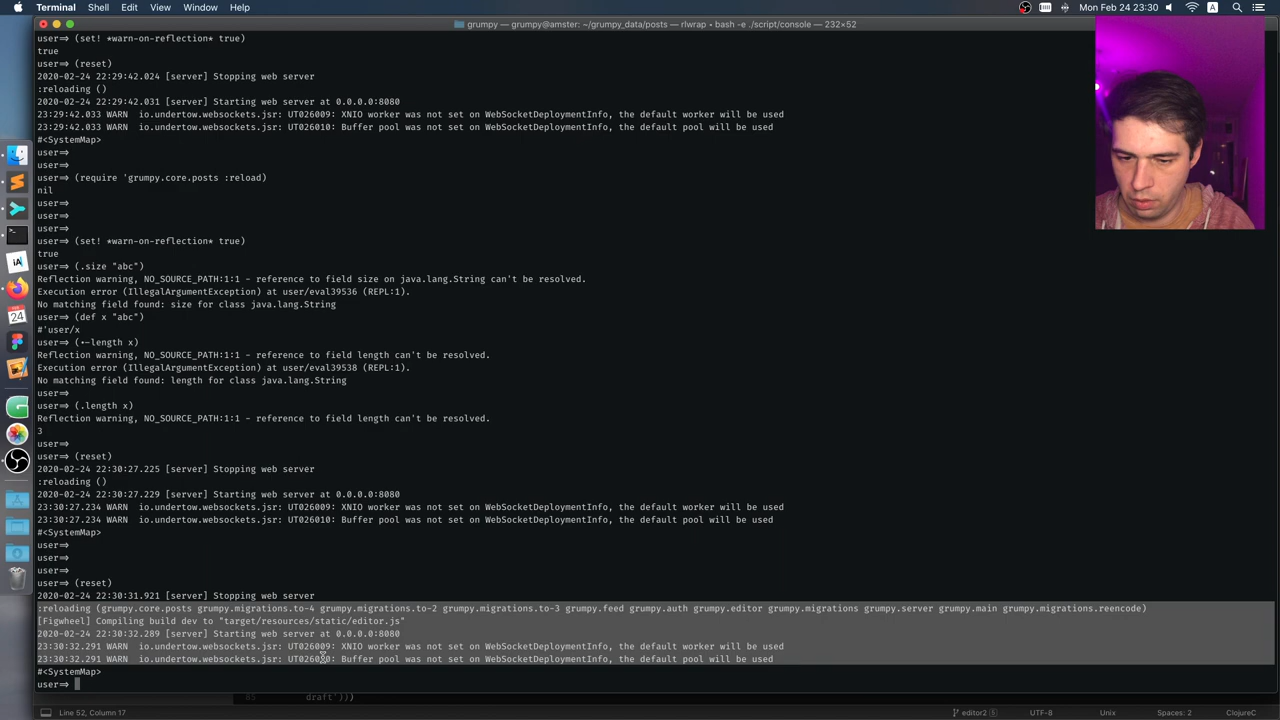 Terminal Shell Edit View Window Help
A Mon Feb 24 23:30
grumpy — grumpy@amster: ~/grumpy_data/posts — rlwrap • bash -e ./script/console — 232×52
user=> (set! *warn-on-reflection* true)
true
user=> (reset)
2020-02-24 22:29:42.024 [server] Stopping web server
:reloading ()
2020-02-24 22:29:42.031 [server] Starting web server at 0.0.0.0:8080
23:29:42.033 WARN  io.undertow.websockets.jsr: UT026009: XNIO worker was not set on WebSocketDeploymentInfo, the default worker will be used
23:29:42.033 WARN  io.undertow.websockets.jsr: UT026010: Buffer pool was not set on WebSocketDeploymentInfo, the default pool will be used
#<SystemMap>
user=>
user=>
user=> (require 'grumpy.core.posts :reload)
nil
user=>
user=>
user=>
user=> (set! *warn-on-reflection* true)
true
user=> (.size "abc")
Reflection warning, NO_SOURCE_PATH:1:1 - reference to field size on java.lang.String can't be resolved.
Execution error (IllegalArgumentException) at user/eval39536 (REPL:1).
No matching field found: size for class java.lang.String
user=> (def x "abc")
#'user/x
user=> (.-length x)
Reflection warning, NO_SOURCE_PATH:1:1 - reference to field length can't be resolved.
Execution error (IllegalArgumentException) at user/eval39538 (REPL:1).
No matching field found: length for class java.lang.String
user=>
user=> (.length x)
Reflection warning, NO_SOURCE_PATH:1:1 - reference to field length can't be resolved.
3
user=>
user=> (reset)
2020-02-24 22:30:27.225 [server] Stopping web server
:reloading ()
2020-02-24 22:30:27.229 [server] Starting web server at 0.0.0.0:8080
23:30:27.234 WARN  io.undertow.websockets.jsr: UT026009: XNIO worker was not set on WebSocketDeploymentInfo, the default worker will be used
23:30:27.234 WARN  io.undertow.websockets.jsr: UT026010: Buffer pool was not set on WebSocketDeploymentInfo, the default pool will be used
#<SystemMap>
user=>
user=>
user=>
user=> (reset)
2020-02-24 22:30:31.921 [server] Stopping web server
:reloading (grumpy.core.posts grumpy.migrations.to-4 grumpy.migrations.to-2 grumpy.migrations.to-3 grumpy.feed grumpy.auth grumpy.editor grumpy.migrations grumpy.server grumpy.main grumpy.migrations.reencode)
[Figwheel] Compiling build dev to "target/resources/static/editor.js"
2020-02-24 22:30:32.289 [server] Starting web server at 0.0.0.0:8080
23:30:32.291 WARN  io.undertow.websockets.jsr: UT026009: XNIO worker was not set on WebSocketDeploymentInfo, the default worker will be used
23:30:32.291 WARN  io.undertow.websockets.jsr: UT026010: Buffer pool was not set on WebSocketDeploymentInfo, the default pool will be used
#<SystemMap>
user=>
draft')))
Line 52, Column 17
editor2 UTF-8 Unix Spaces: 2 ClojureC
iA
24